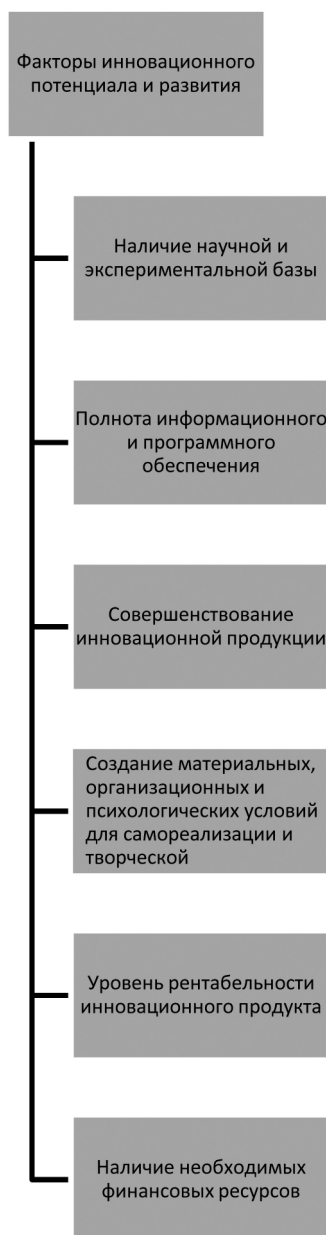 Факторы инновационного
потенциала и развития
Наличие научной и
экспериментальной базы
Полнота информационного
и программного
обеспечения
Совершенствование
инновационной продукции
Создание материальных,
организационных и
психологических условий
для самореализации и
творческой
Уровень рентабельности
инновационного продукта
Наличие необходимых
финансовых ресурсов